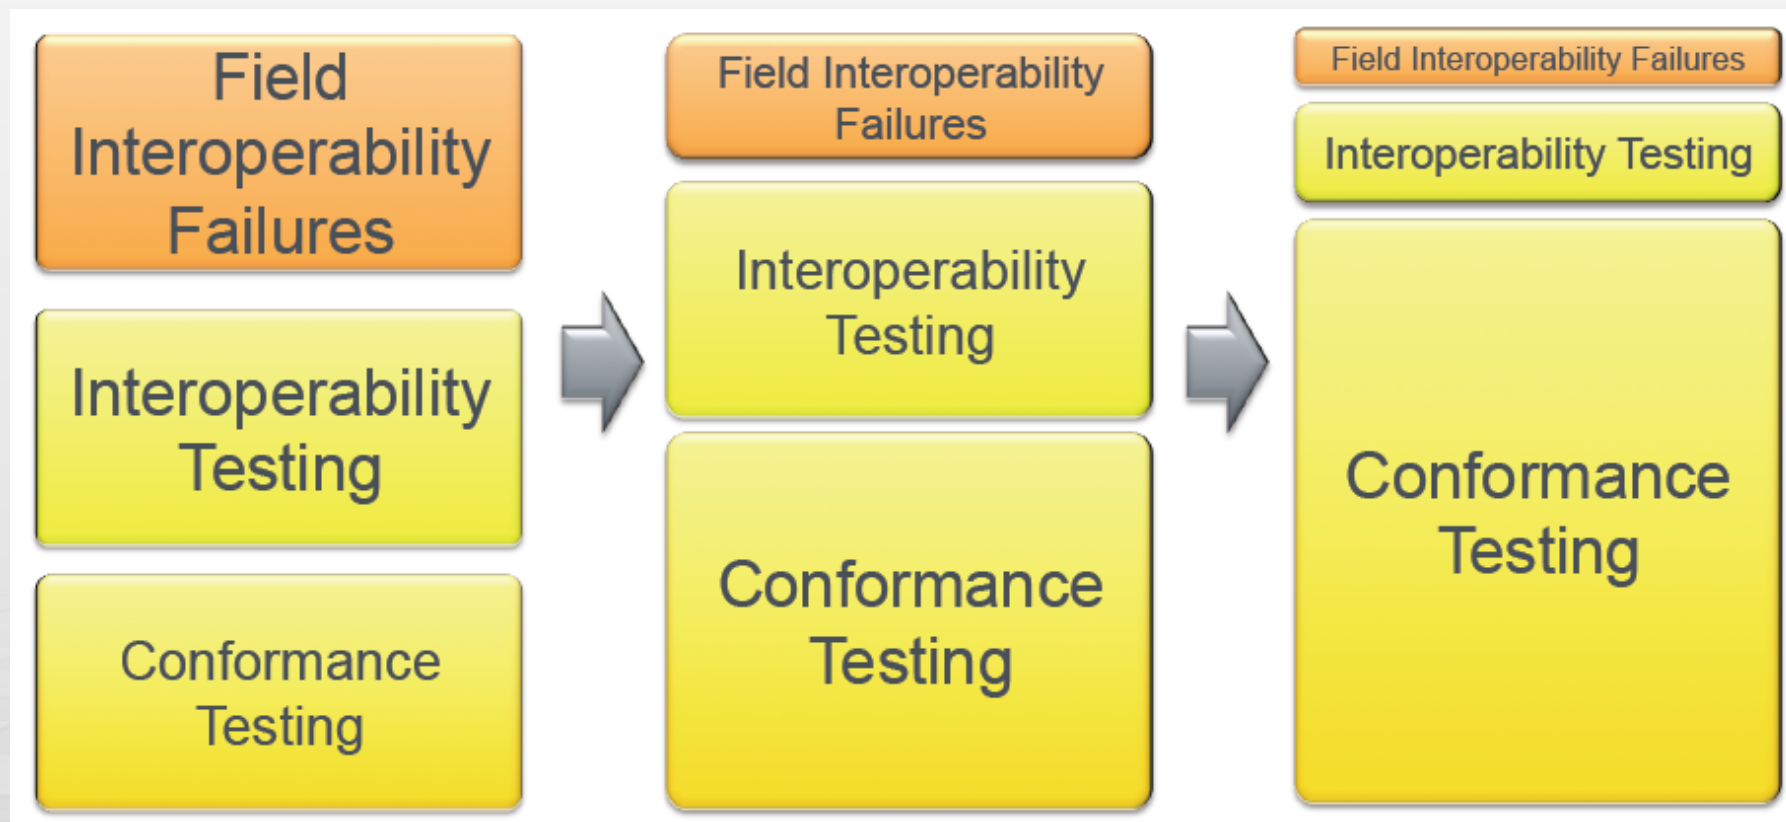 Field
Interoperability
Failures
Interoperability
Testing
Conformance
Testing
Field Interoperability
Failures
Interoperability
Testing
Conformance
Testing
Field Interoperability Failures
Interoperability Testing
Conformance
Testing